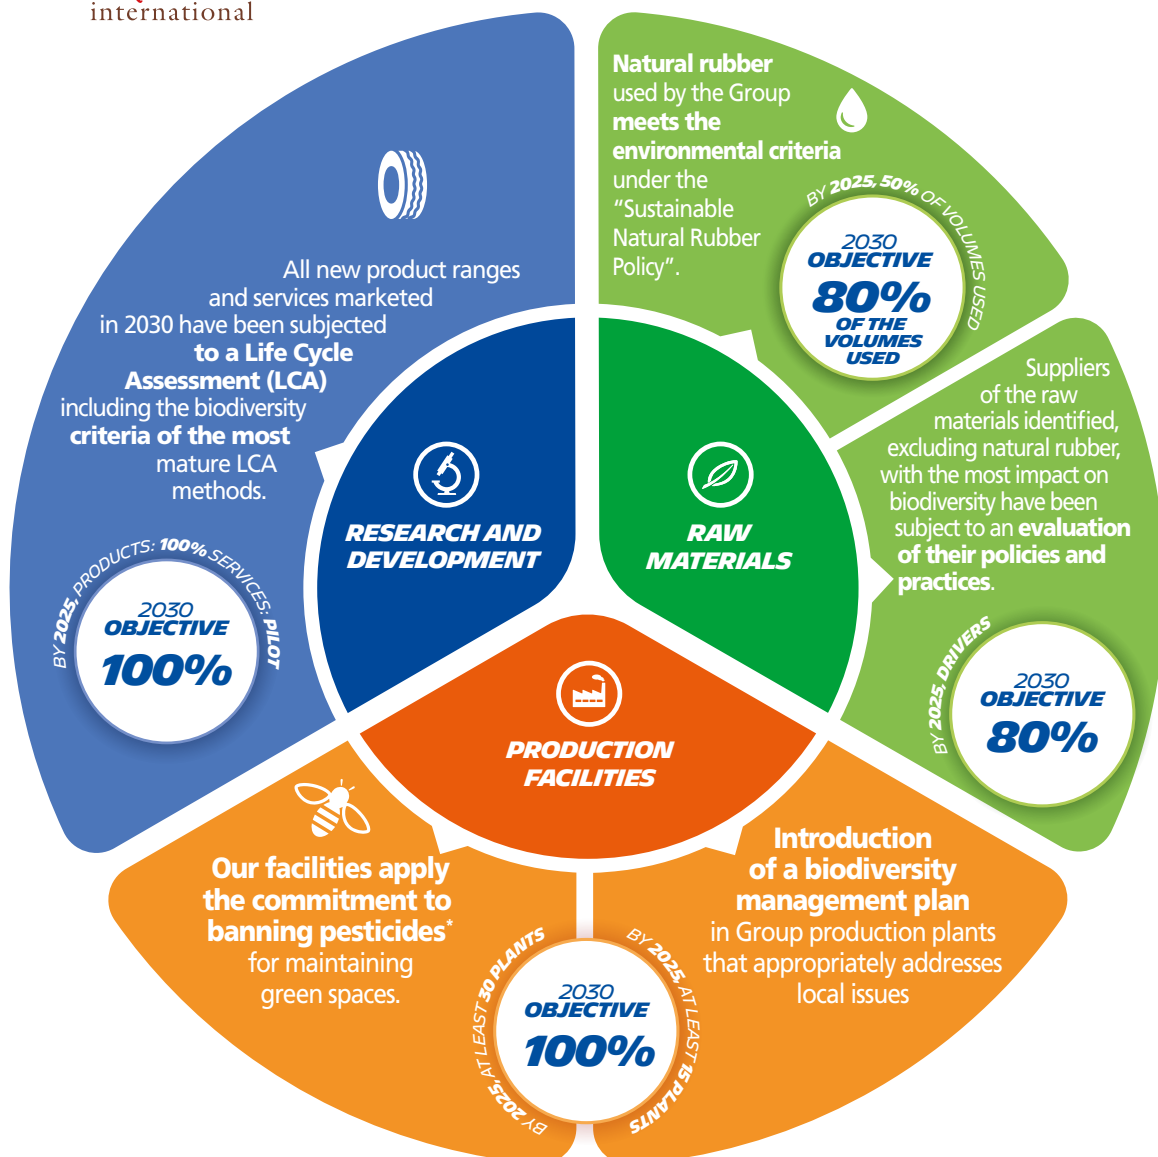 international
All new product ranges
and services marketed
in 2030 have been subjected
to a Life Cycle
Assessment (LCA)
including the biodiversity
criteria of the most
mature LCA
methods.
BY 2025, PRODUCTS: 100% SERVICES: PILOT
2030
OBJECTIVE
100%
RESEARCH AND
DEVELOPMENT
Natural rubber
used by the Group
meets the
environmental criteria
under the
“Sustainable
Natural Rubber
Policy”.
BY 2025, 50% OF VOLUMES USED
2030
OBJECTIVE
80%
OF THE
VOLUMES
USED
RAW
MATERIALS
Suppliers
of the raw
materials identified,
excluding natural rubber,
with the most impact on
biodiversity have been
subject to an evaluation
of their policies and
practices.
BY 2025, DRIVERS
2030
OBJECTIVE
80%
PRODUCTION
FACILITIES
Our facilities apply
the commitment to
banning pesticides*
for maintaining
green spaces.
BY 2025, AT LEAST 30 PLANTS
2030
OBJECTIVE
100%
BY 2025, AT LEAST 15 PLANTS
Introduction
of a biodiversity
management plan
in Group production plants
that appropriately addresses
local issues